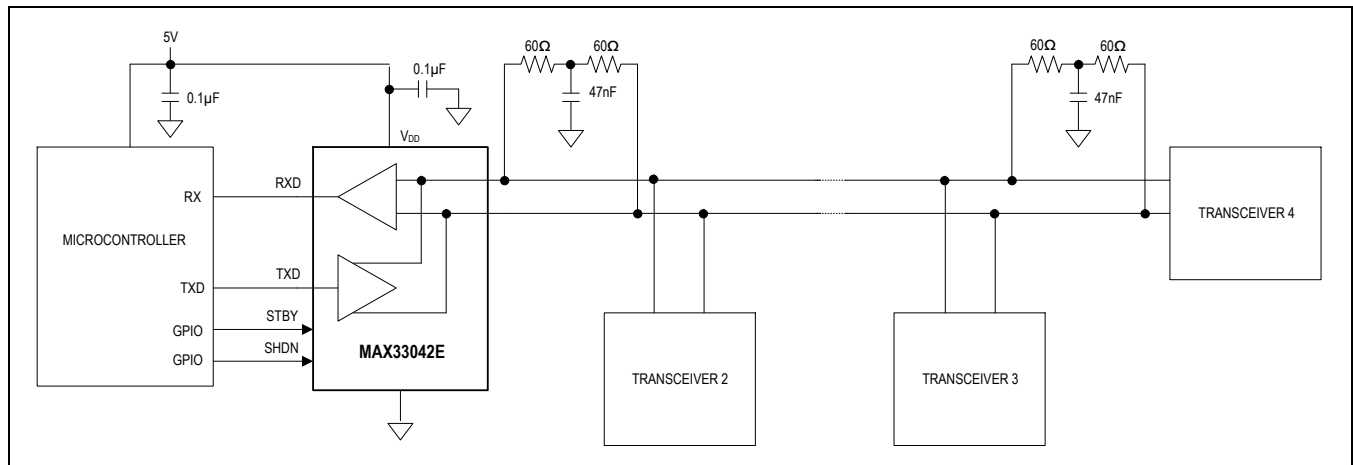 5V
0.1µF
0.1µF
60Ω 60Ω
47nF
60Ω 60Ω
47nF
VDD
MICROCONTROLLER
RX
TXD
GPIO
GPIO
RXD
TXD
STBY
SHDN
MAX33042E
TRANSCEIVER 2
TRANSCEIVER 3
TRANSCEIVER 4